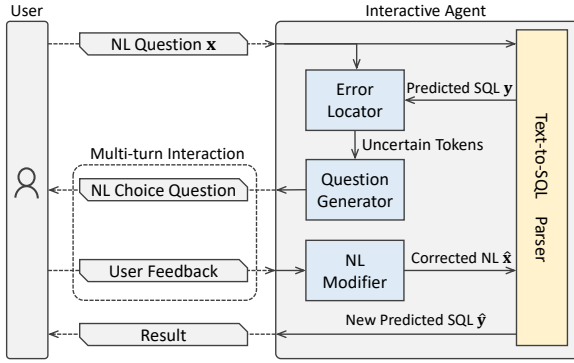 User
Interactive Agent
NL Question x
Error
Locator
Predicted SQL y
Uncertain Tokens
Multi-turn Interaction
NL Choice Question
Question
Generator
User Feedback
NL
Modifier
Corrected NL x̂
Text-to-SQL Parser
Result
New Predicted SQL ŷ